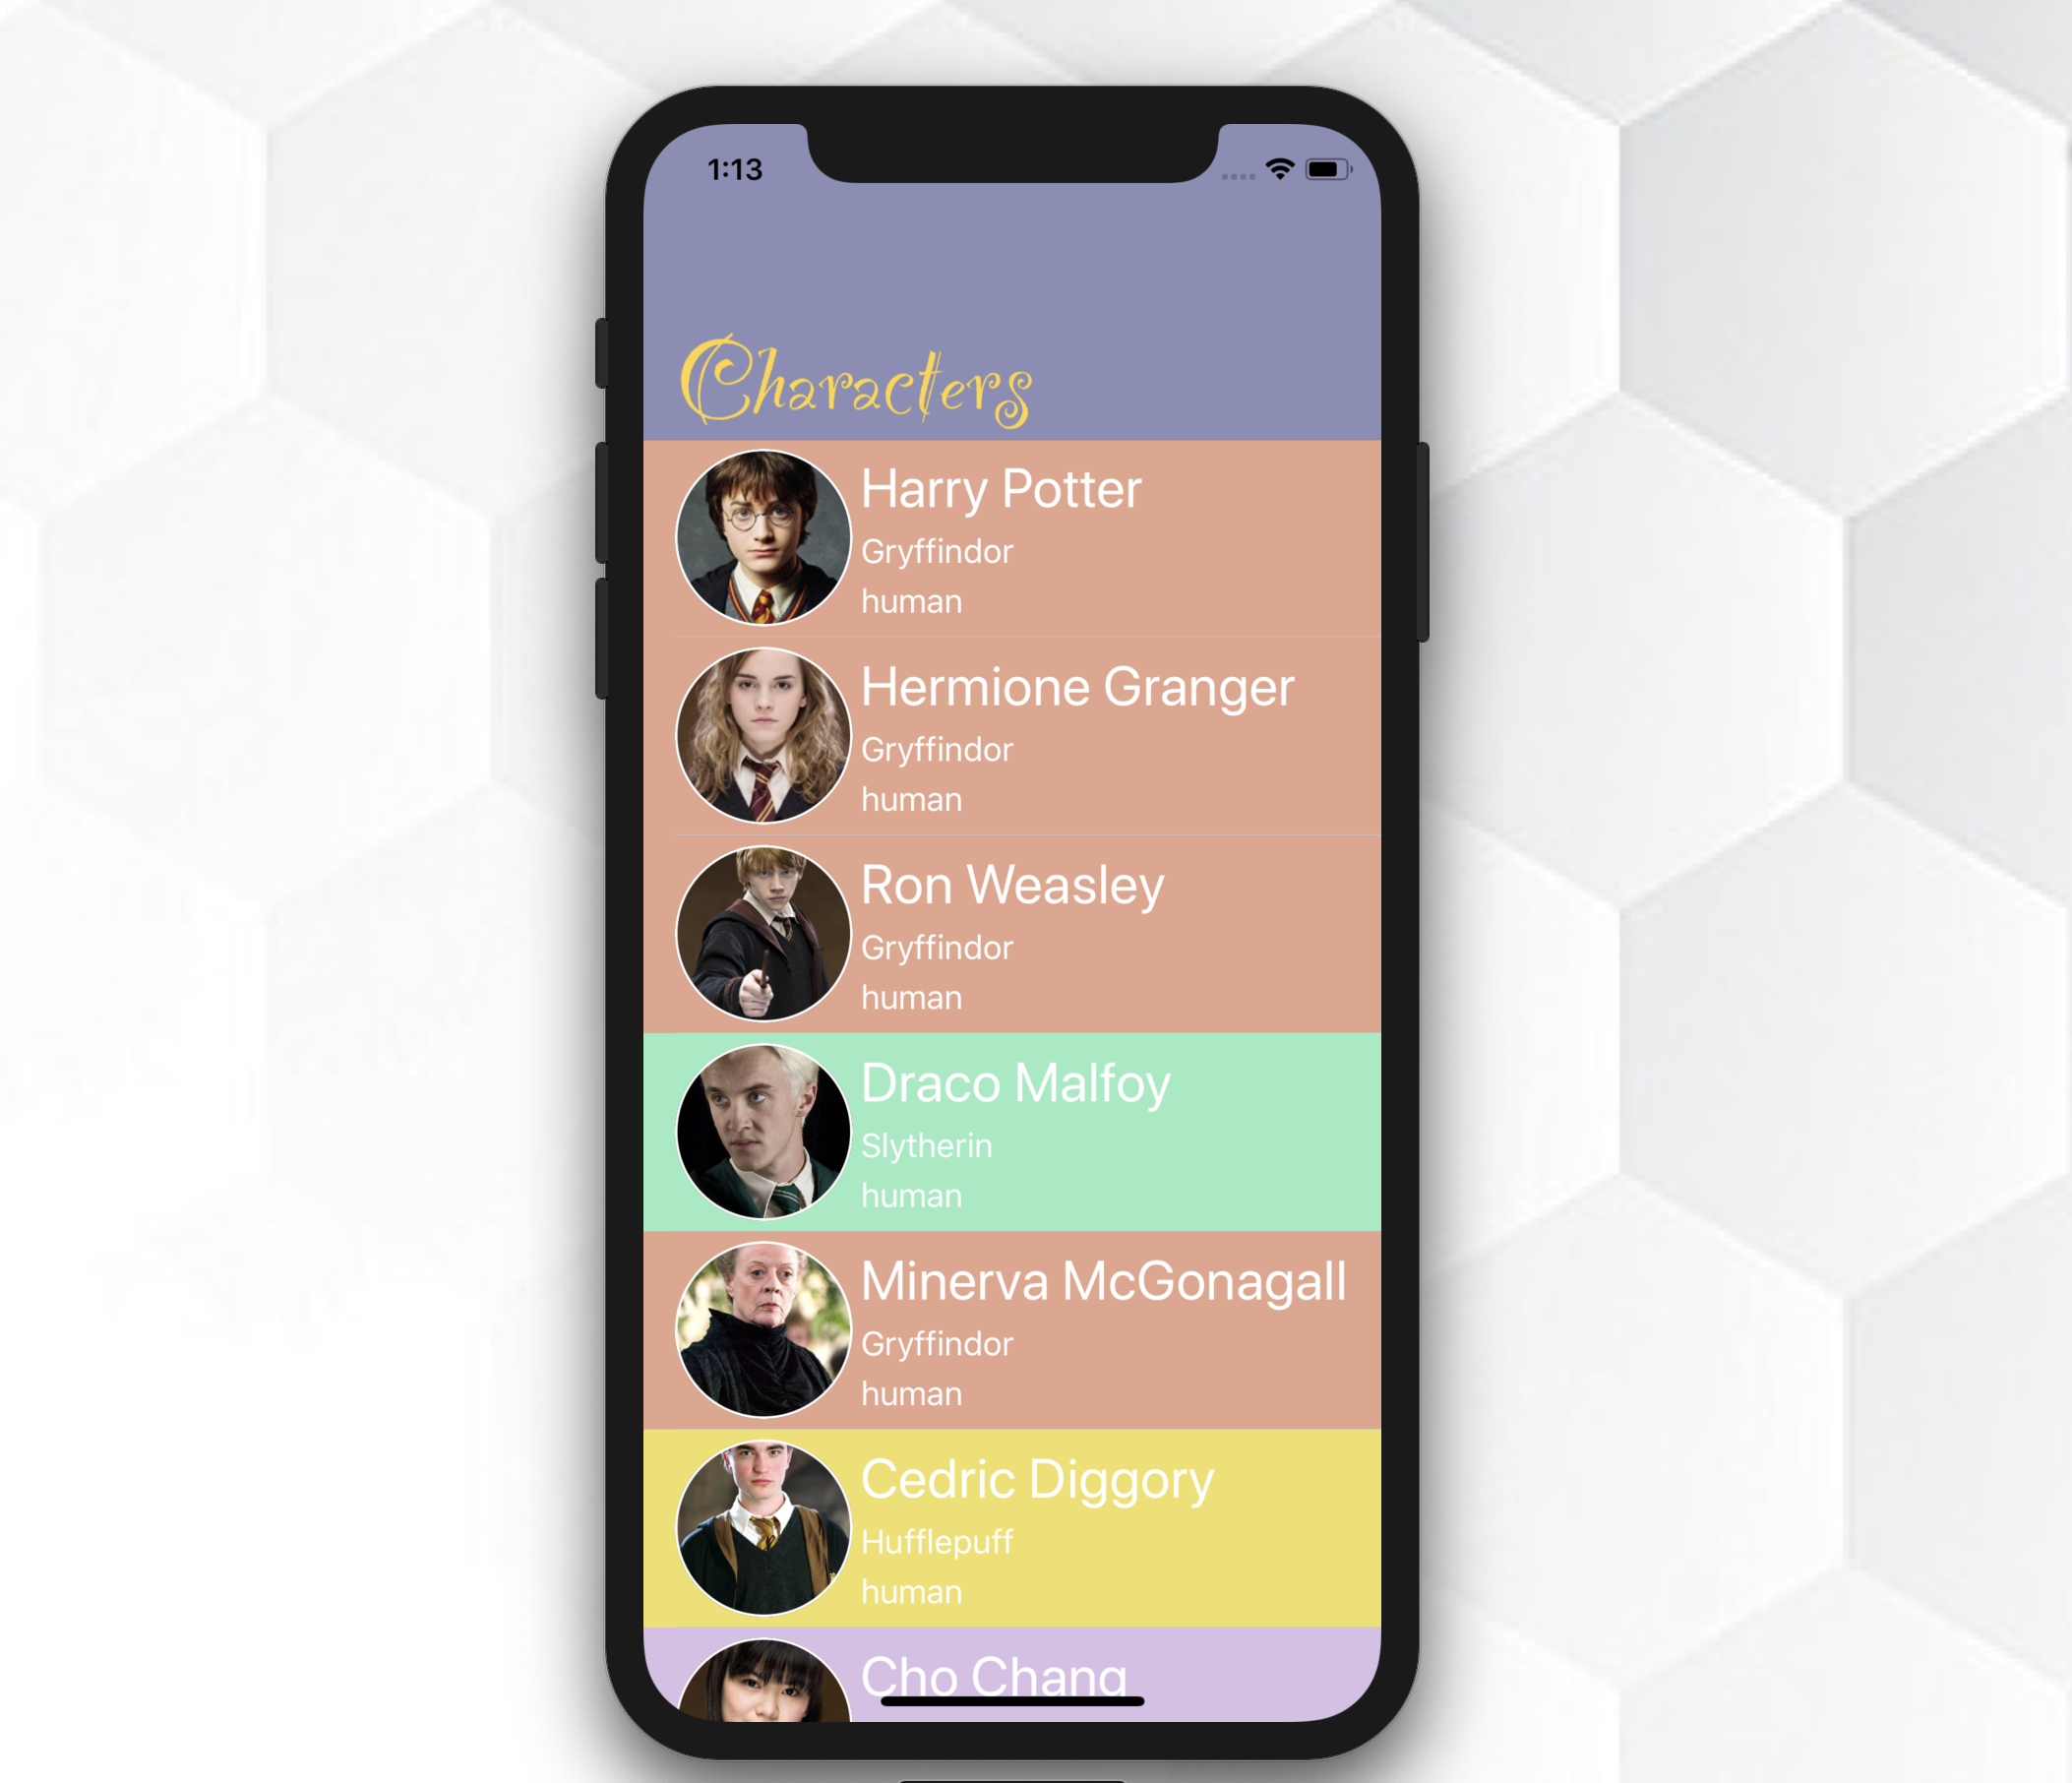 1:13
Characters
Harry Potter
Gryffindor
human
Hermione Granger
Gryffindor
human
Ron Weasley
Gryffindor
human
Draco Malfoy
Slytherin
human
Minerva McGonagall
Gryffindor
human
Cedric Diggory
Hufflepuff
human
Cho Chang